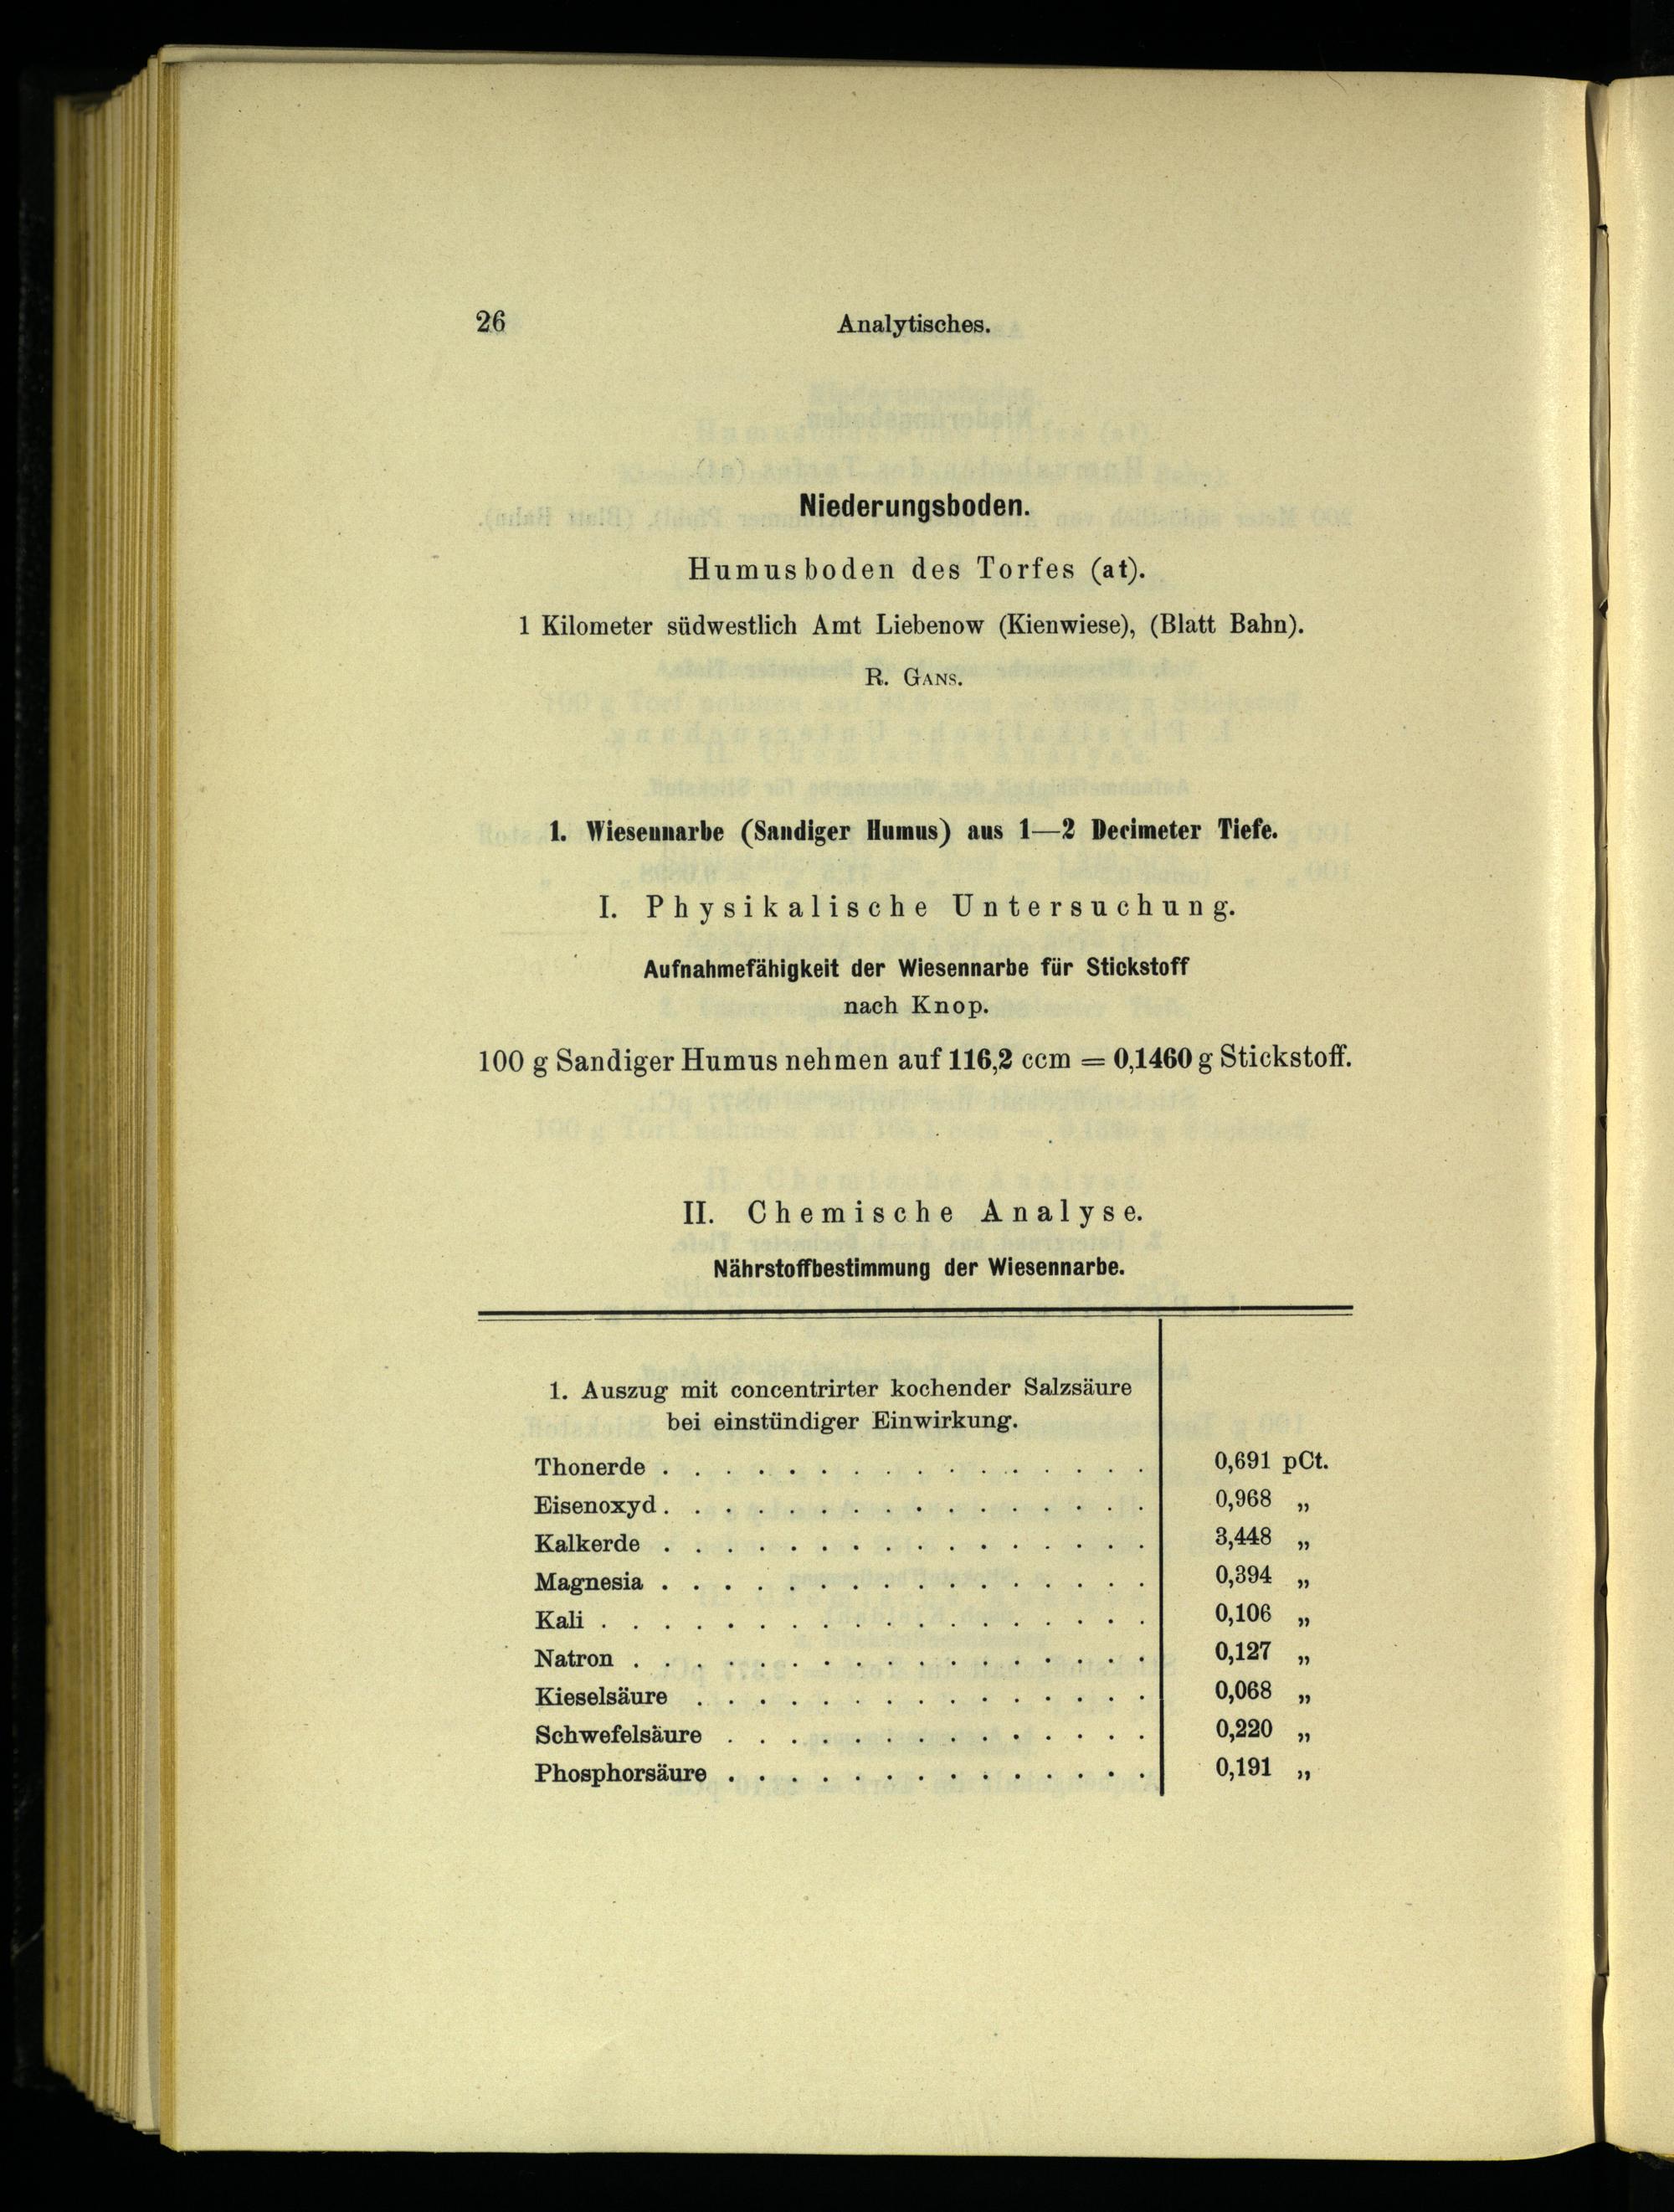 26
Analytisches.
Niederungsboden.
Humusboden des Torfes (at).
1 Kilometer südwestlich Amt Liebenow (Kienwiese), (Blatt Bahn).
R. GANS.
1. Wiesennarbe (Sandiger Humus) aus 1—2 Decimeter Tiefe.
I. Physikalische Untersuchung.
Aufnahmefähigkeit der Wiesennarbe für Stickstoff
nach Knop.
100 g Sandiger Humus nehmen auf 116,2 ccm = 0,1460 g Stickstoff.
II. Chemische Analyse.
Nährstoffbestimmung der Wiesennarbe.
1. Auszug mit concentrirter kochender Salzsäure
bei einstündiger Einwirkung.
Thonerde . . . . . . . . . . . . . . . . 0,691 pCt.
Eisenoxyd . . . . . . . . . . . . . . . . 0,968 „
Kalkerde . . . . . . . . . . . . . . . . 3,448 „
Magnesia . . . . . . . . . . . . . . . . 0,394 „
Kali . . . . . . . . . . . . . . . . . . 0,106 „
Natron . . . . . . . . . . . . . . . . . 0,127 „
Kieselsäure . . . . . . . . . . . . . . . 0,068 „
Schwefelsäure . . . . . . . . . . . . . . 0,220 „
Phosphorsäure . . . . . . . . . . . . . . 0,191 „